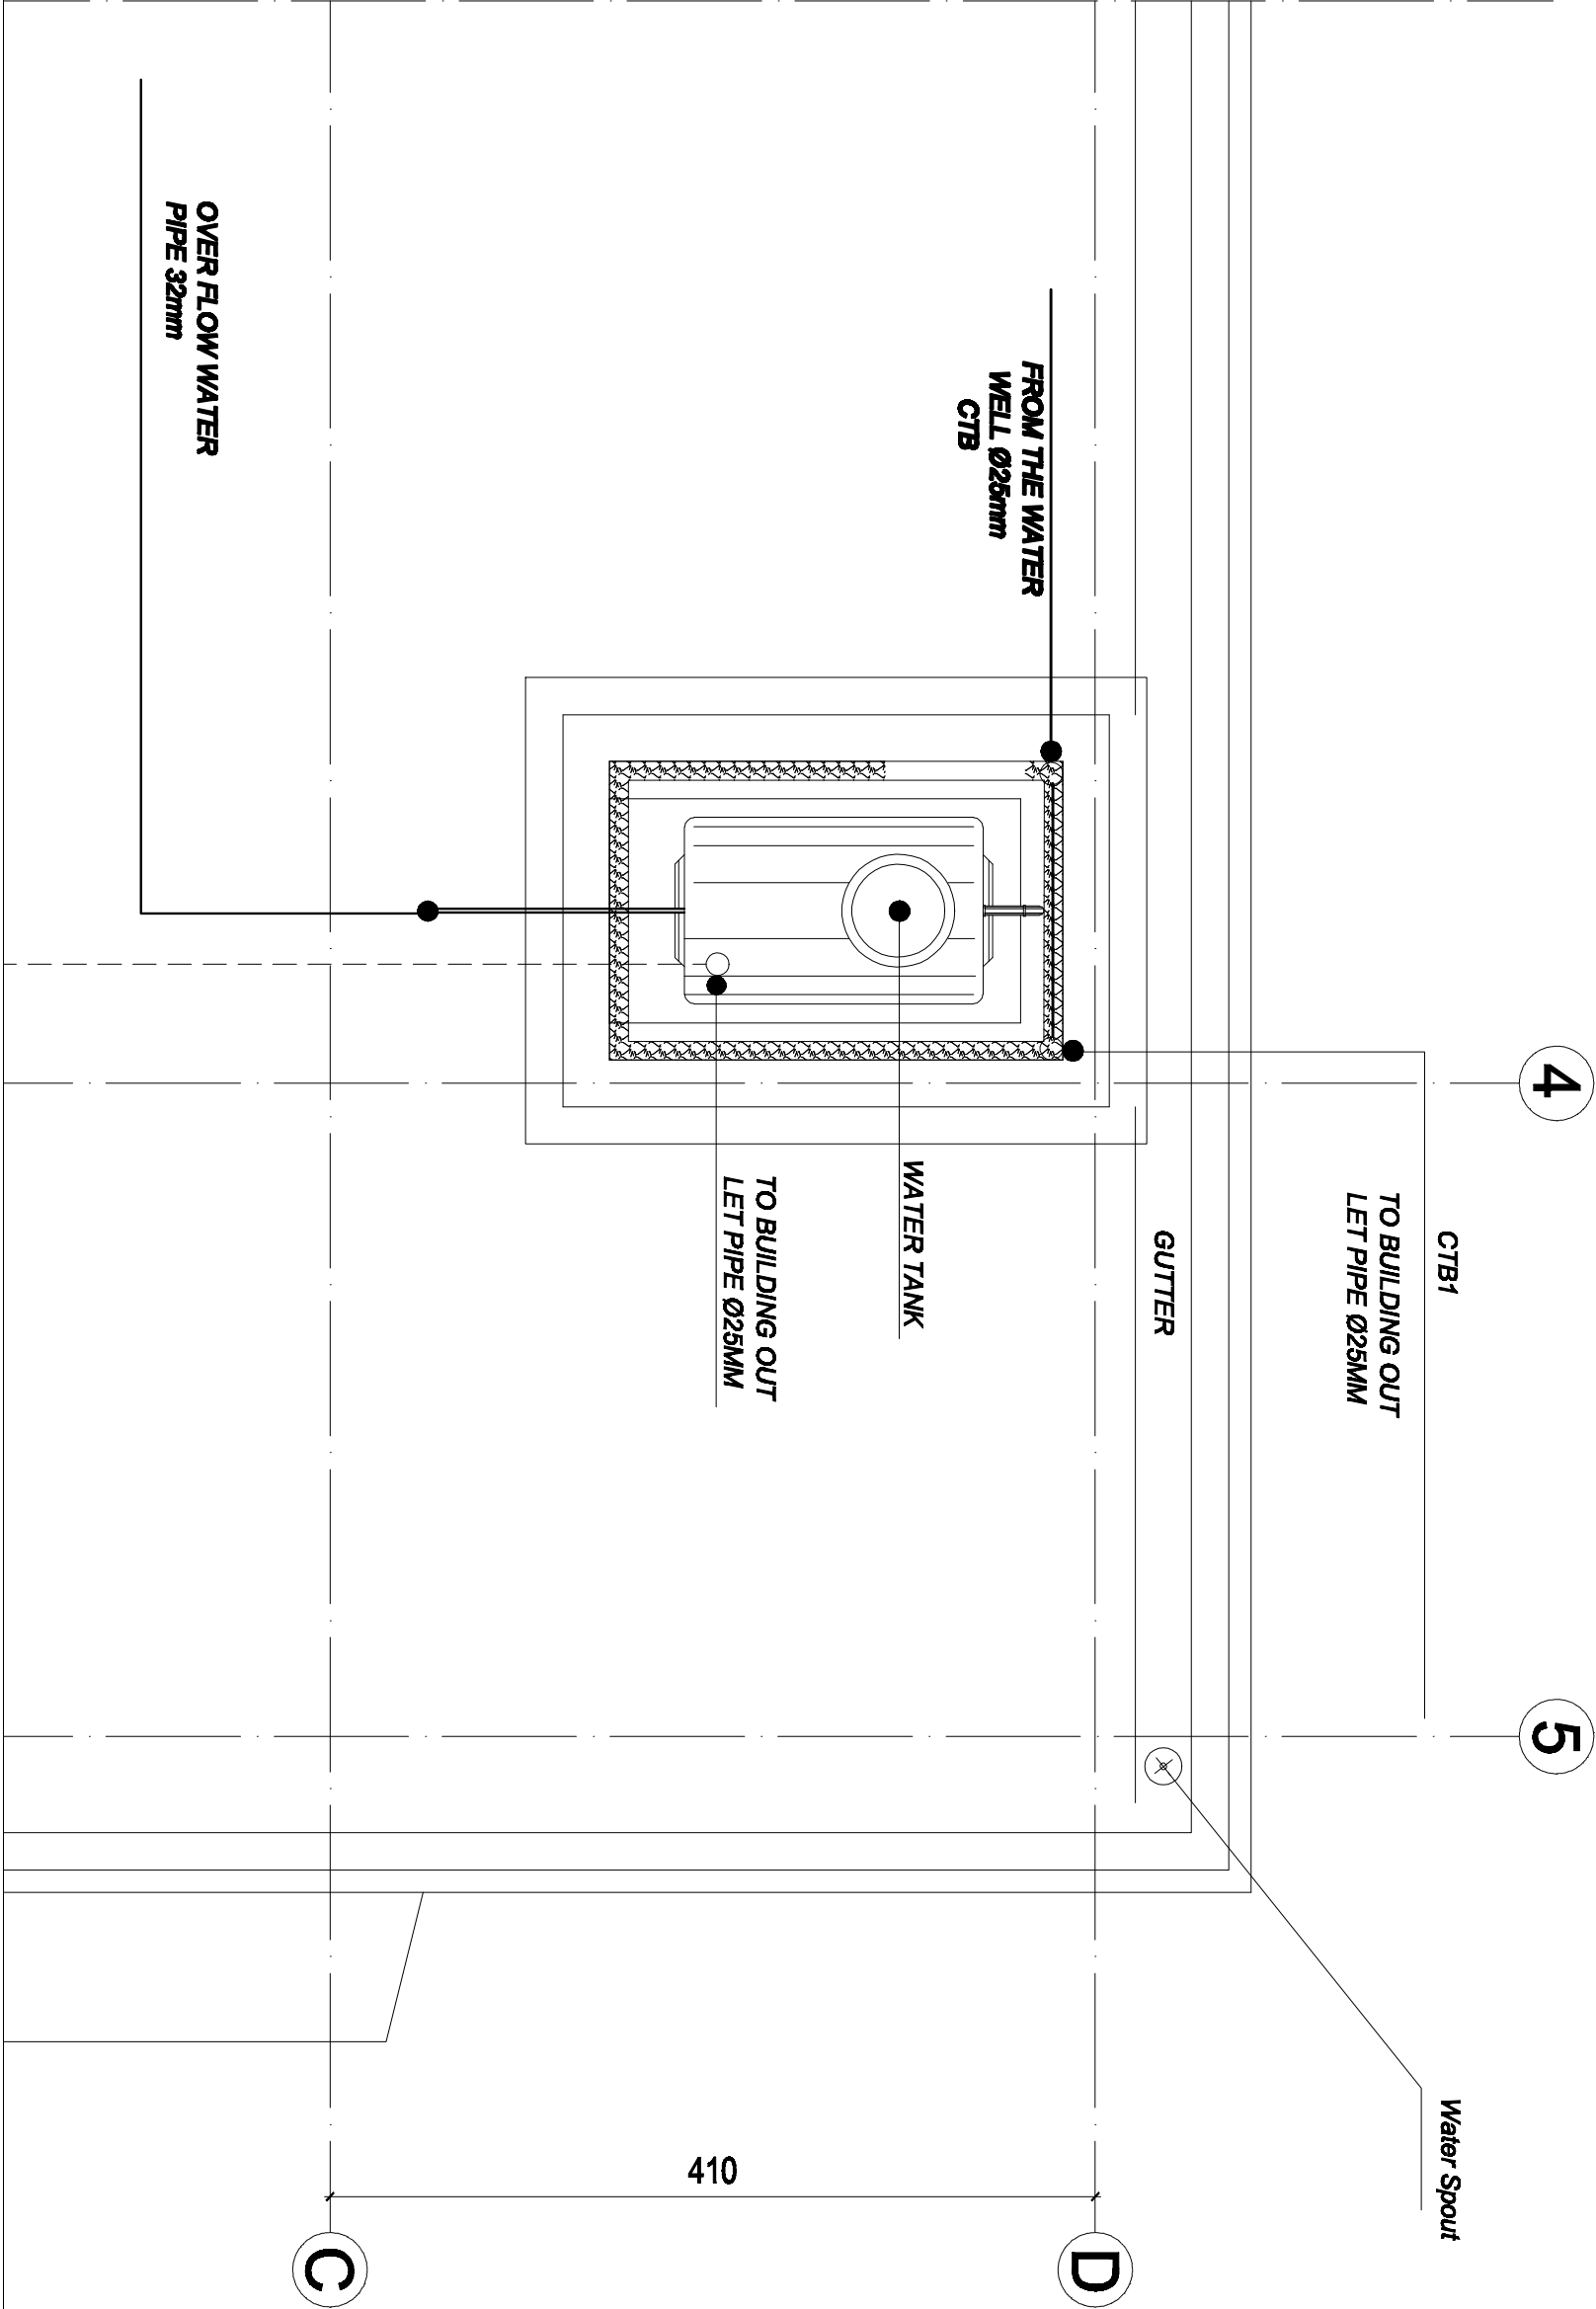 4
5
CTB1
TO BUILDING OUT
LET PIPE Ø25MM
Water Spout
GUTTER
FROM THE WATER
WELL Ø25mm
CTB
WATER TANK
TO BUILDING OUT
LET PIPE Ø25MM
OVER FLOW WATER
PIPE 32mm
410
D
C